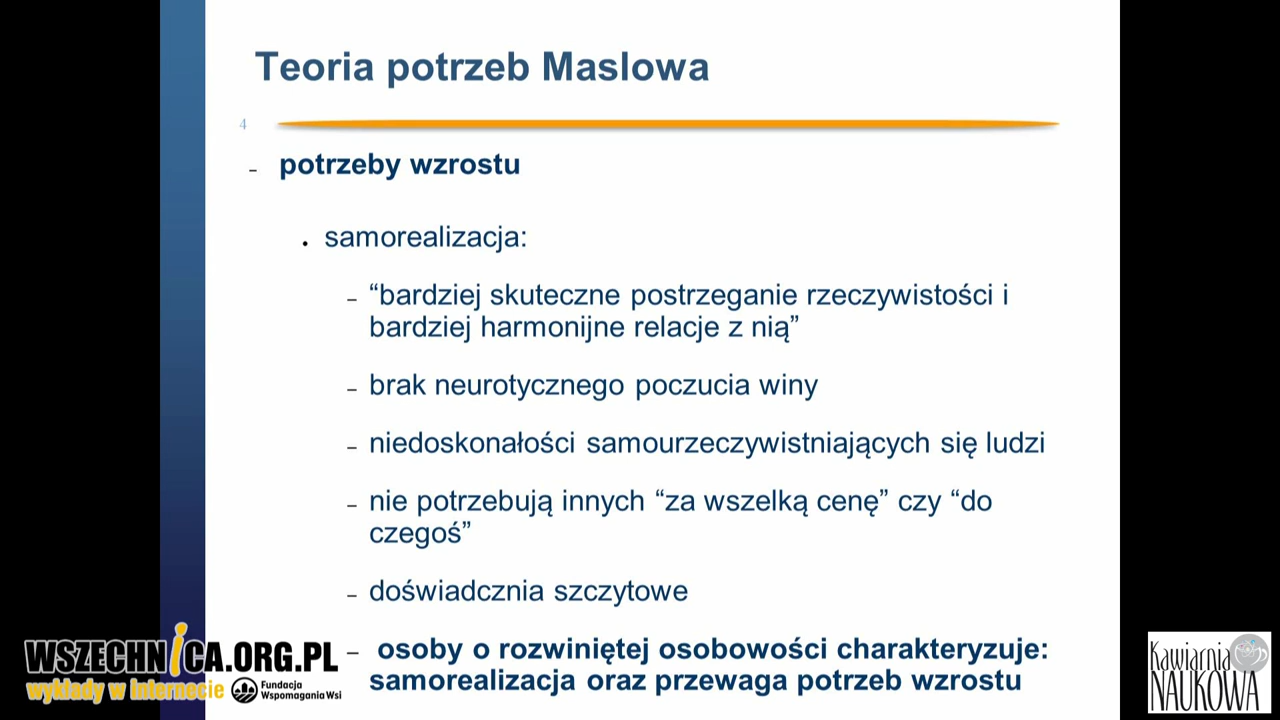 Teoria potrzeb Maslowa
4
– potrzeby wzrostu
• samorealizacja:
– “bardziej skuteczne postrzeganie rzeczywistości i
bardziej harmonijne relacje z nią”
– brak neurotycznego poczucia winy
– niedoskonałości samourzeczywistniających się ludzi
– nie potrzebują innych “za wszelką cenę” czy “do
czegoś”
– doświadcznia szczytowe
– osoby o rozwiniętej osobowości charakteryzuje:
samorealizacja oraz przewaga potrzeb wzrostu
WSZECHNICA.ORG.PL
wykłady w Internecie
Fundacja
Wspomagania Wsi
Kawiarnia
NAUKOWA